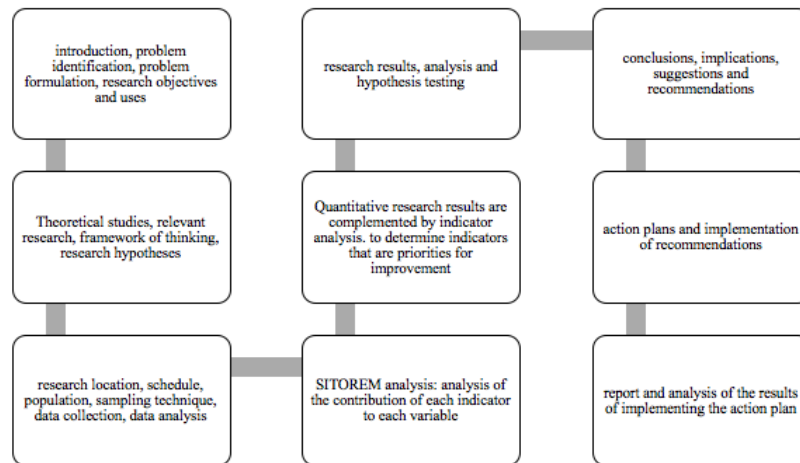 introduction, problem
identification, problem
formulation, research objectives
and uses
Theoretical studies, relevant
research, framework of thinking,
research hypotheses
research location, schedule,
population, sampling technique,
data collection, data analysis
SITOREM analysis: analysis of
the contribution of each indicator
to each variable
Quantitative research results are
complemented by indicator
analysis. to determine indicators
that are priorities for
improvement
research results, analysis and
hypothesis testing
conclusions, implications,
suggestions and
recommendations
action plans and implementation
of recommendations
report and analysis of the results
of implementing the action plan